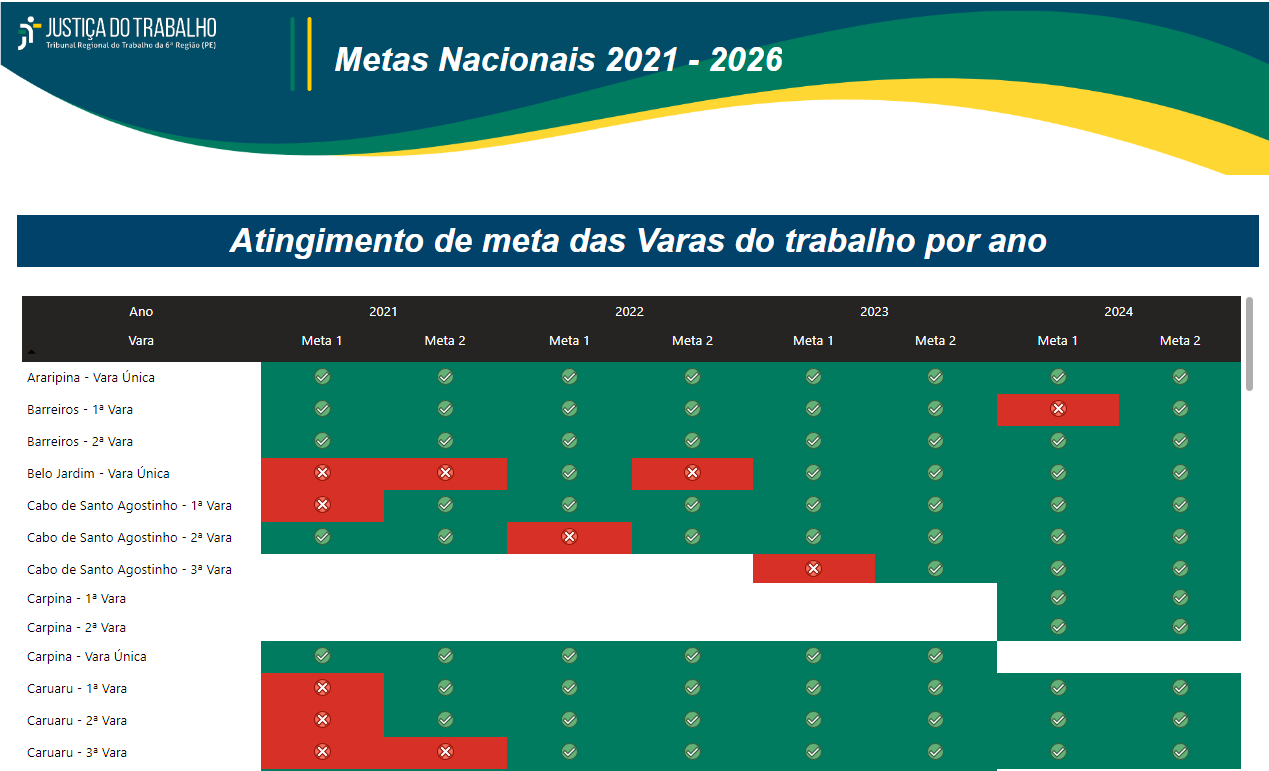 JUSTIÇA DO TRABALHO
Tribunal Regional do Trabalho da 6ª Região (PE)
Metas Nacionais 2021 - 2026
Atingimento de meta das Varas do trabalho por ano
Ano 2021 2022 2023 2024
Vara Meta 1 Meta 2 Meta 1 Meta 2 Meta 1 Meta 2 Meta 1 Meta 2
Araripina - Vara Única
Barreiros - 1ª Vara
Barreiros - 2ª Vara
Belo Jardim - Vara Única
Cabo de Santo Agostinho - 1ª Vara
Cabo de Santo Agostinho - 2ª Vara
Cabo de Santo Agostinho - 3ª Vara
Carpina - 1ª Vara
Carpina - 2ª Vara
Carpina - Vara Única
Caruaru - 1ª Vara
Caruaru - 2ª Vara
Caruaru - 3ª Vara